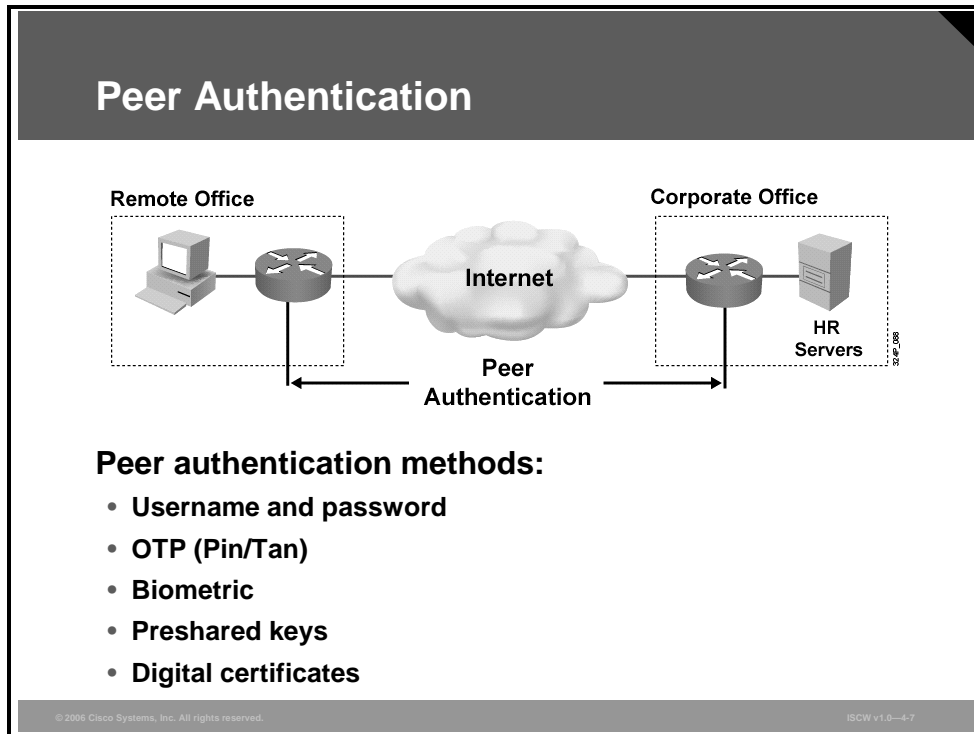 Peer Authentication
Remote Office
Corporate Office
Internet
HR
Servers
324P_088
Peer
Authentication
Peer authentication methods:
• Username and password
• OTP (Pin/Tan)
• Biometric
• Preshared keys
• Digital certificates
© 2006 Cisco Systems, Inc. All rights reserved.
ISCW v1.0—4-7